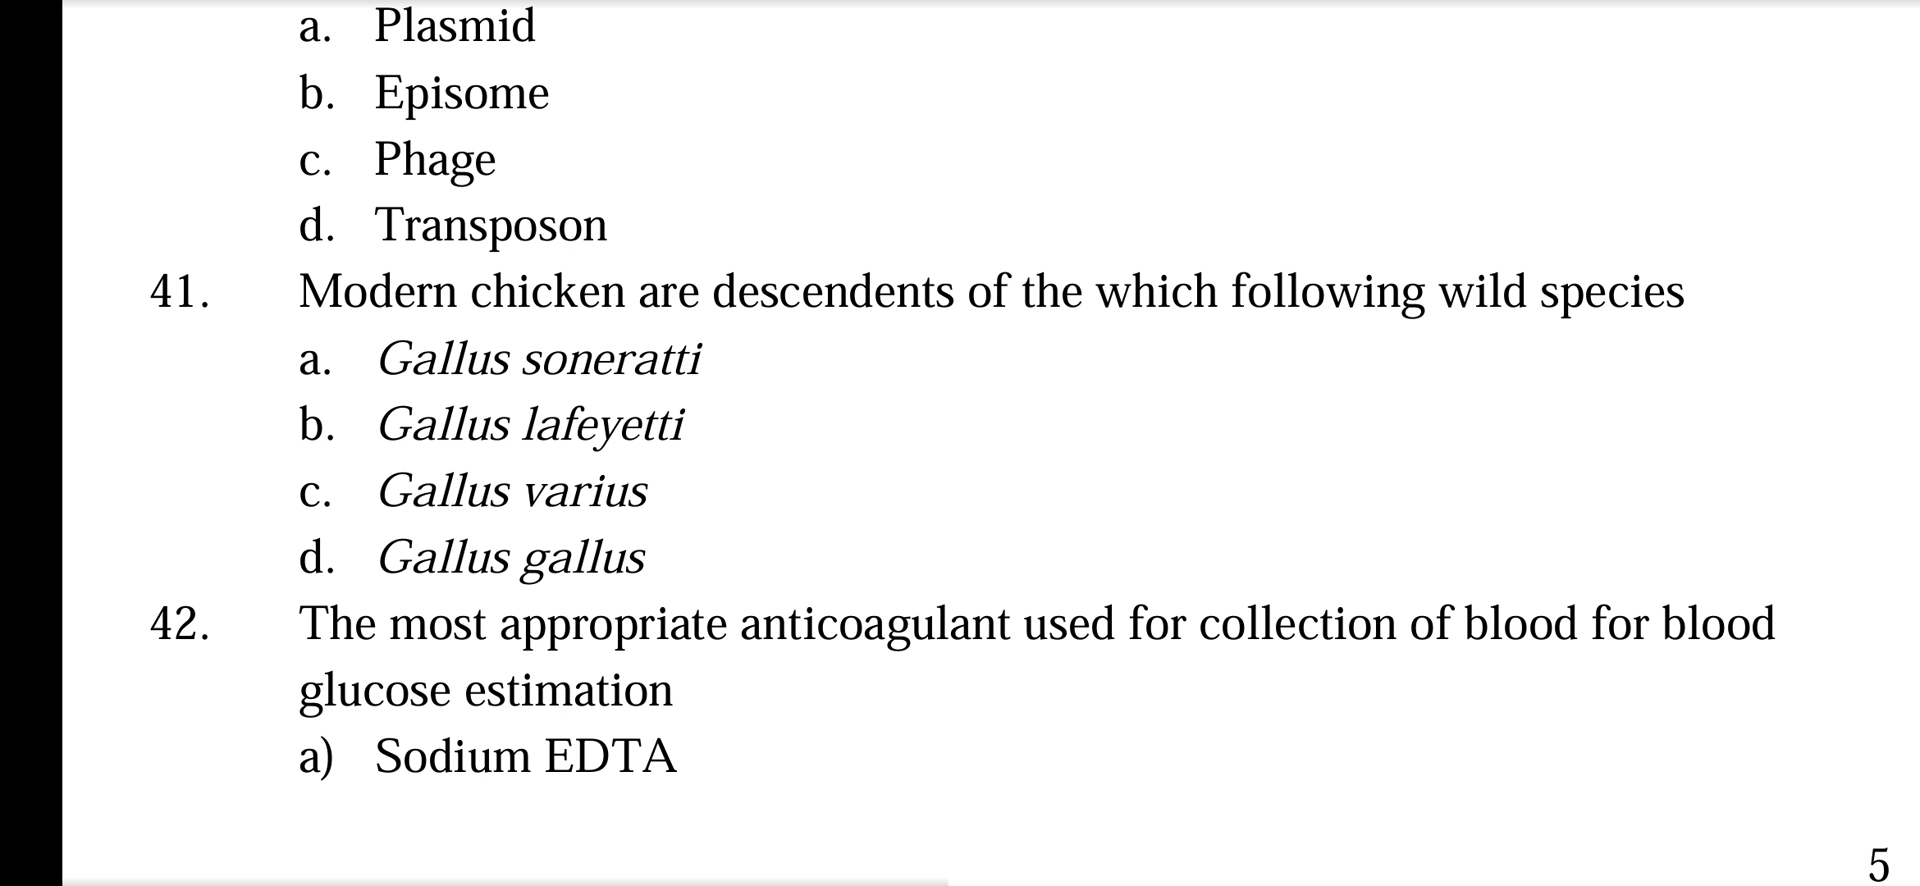 a. Plasmid
b. Episome
c. Phage
d. Transposon
41. Modern chicken are descendents of the which following wild species
a. Gallus soneratti
b. Gallus lafeyetti
c. Gallus varius
d. Gallus gallus
42. The most appropriate anticoagulant used for collection of blood for blood
glucose estimation
a) Sodium EDTA
5